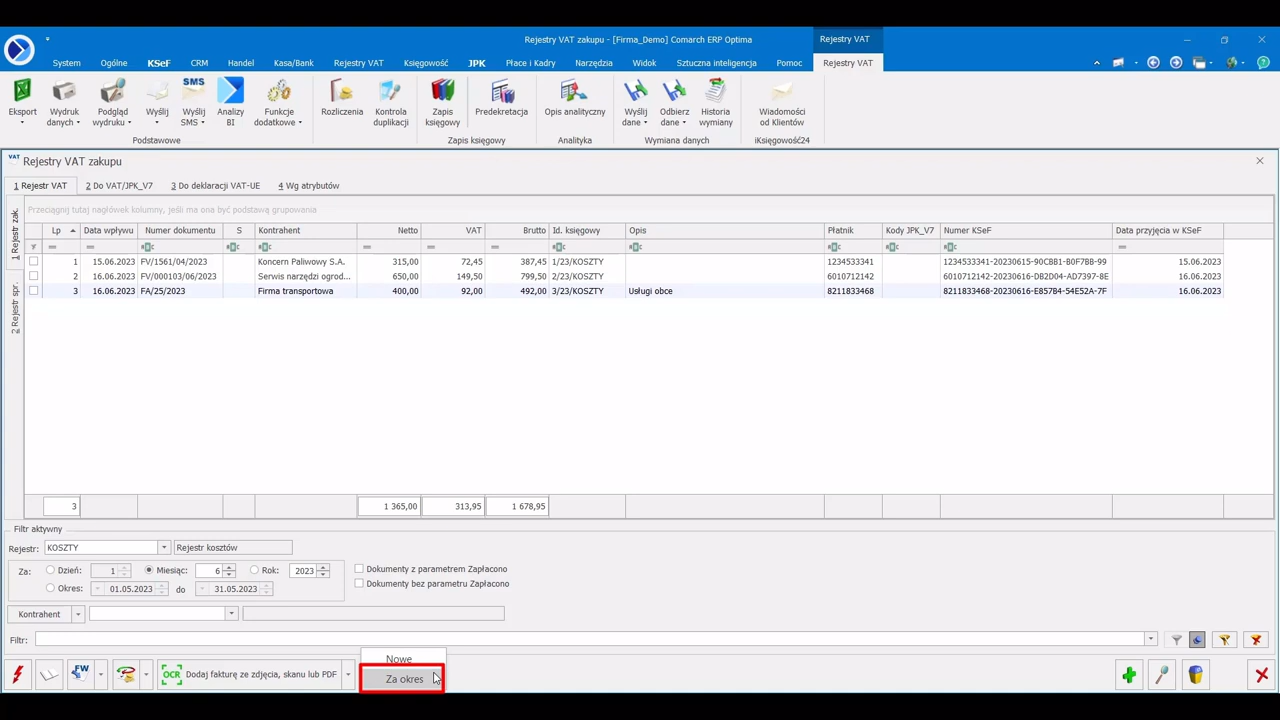 Rejestry VAT zakupu - [Firma_Demo] Comarch ERP Optima
Rejestry VAT
System Ogólne KSeF CRM Handel Kasa/Bank Rejestry VAT Księgowość JPK Płace i Kadry Narzędzia Widok Sztuczna inteligencja Pomoc Rejestry VAT
Eksport
Wydruk danych
Podgląd wydruku
Wyślij
SMS
Wyślij SMS
Analizy BI
Funkcje dodatkowe
Rozliczenia
Kontrola duplikacji
Zapis księgowy
Predekretacja
Opis analityczny
Wyślij dane
Odbierz dane
Historia wymiany
Wiadomości od Klientów
Podstawowe Zapis księgowy Analityka Wymiana danych iKsięgowość24
VAT Rejestry VAT zakupu
1 Rejestr VAT 2 Do VAT/JPK_V7 3 Do deklaracji VAT-UE 4 Wg atrybutów
1 Rejestr zak.
2 Rejestr spr.
Przeciągnij tutaj nagłówek kolumny, jeśli ma ona być podstawą grupowania
Lp Data wpływu Numer dokumentu S Kontrahent Netto VAT Brutto Id. księgowy Opis Płatnik Kody JPK_V7 Numer KSeF Data przyjęcia w KSeF
1 15.06.2023 FV/1561/04/2023 Koncern Paliwowy S.A. 315,00 72,45 387,45 1/23/KOSZTY 1234533341 1234533341-20230615-90CBB1-B0F7BB-99 15.06.2023
2 16.06.2023 FV/000103/06/2023 Serwis narzędzi ogrod... 650,00 149,50 799,50 2/23/KOSZTY 6010712142 6010712142-20230616-DB2D04-AD7397-8E 16.06.2023
3 16.06.2023 FA/25/2023 Firma transportowa 400,00 92,00 492,00 3/23/KOSZTY Usługi obce 8211833468 8211833468-20230616-E857B4-54E52A-7F 16.06.2023
3 1 365,00 313,95 1 678,95
Filtr aktywny
Rejestr: KOSZTY Rejestr kosztów
Za: Dzień: 1 Miesiąc: 6 Rok: 2023 Dokumenty z parametrem Zapłacono
Okres: 01.05.2023 do 31.05.2023 Dokumenty bez parametru Zapłacono
Kontrahent
Filtr:
Nowe
Za okres
FW
OCR Dodaj fakturę ze zdjęcia, skanu lub PDF